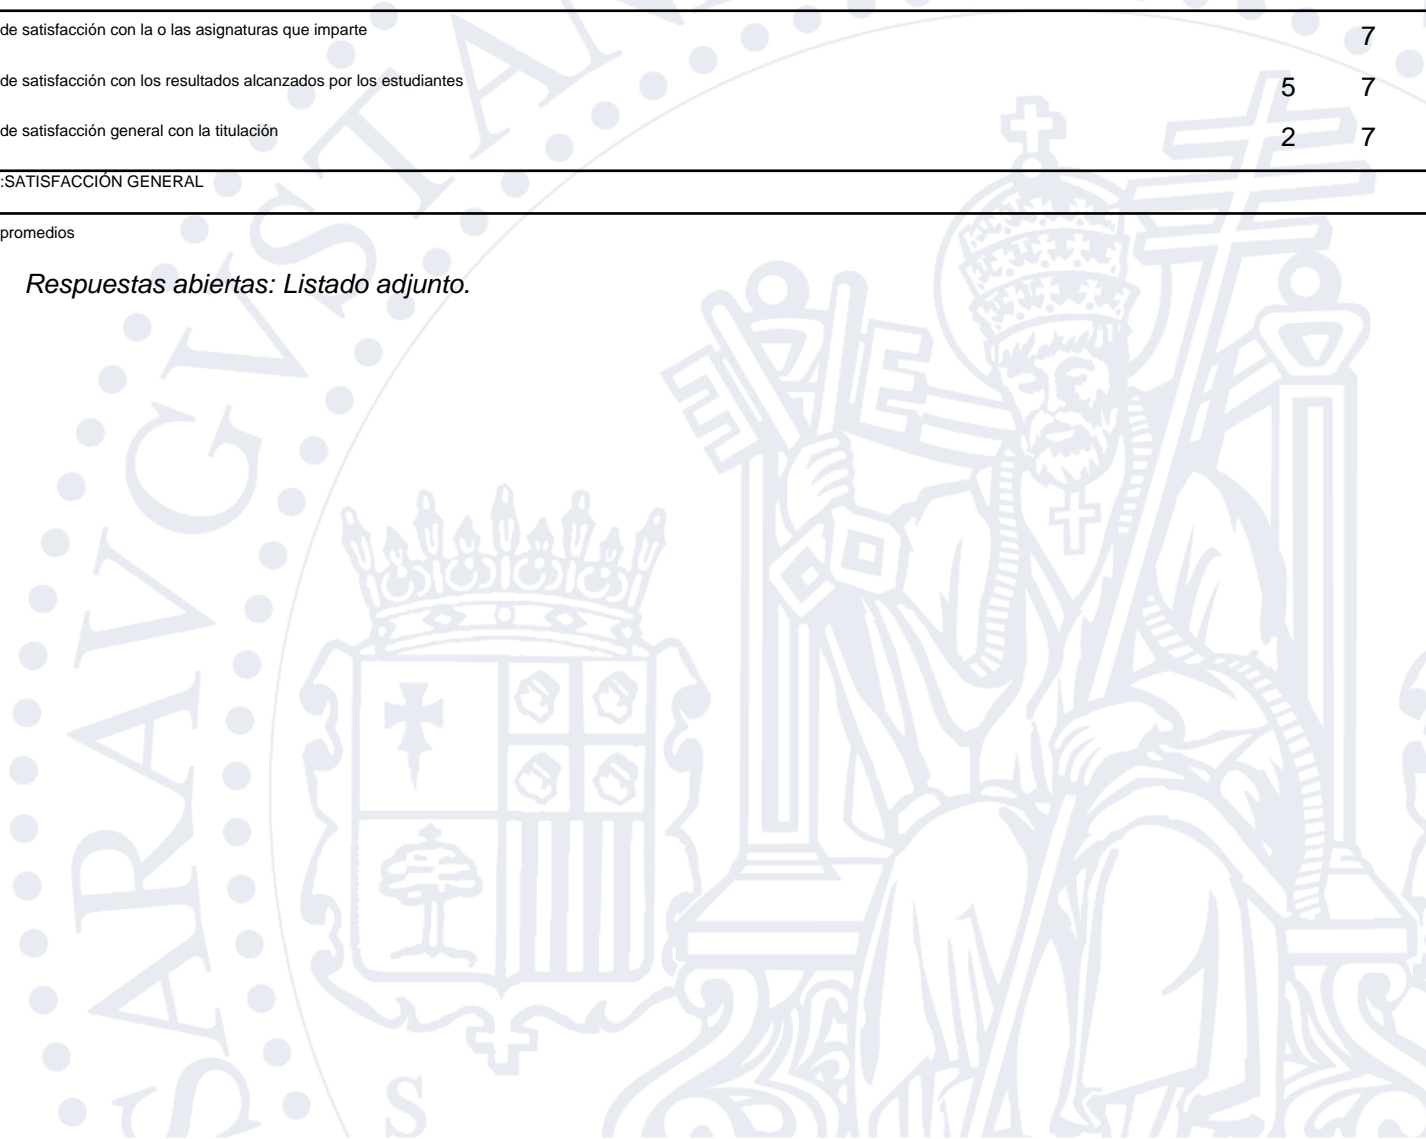 de satisfacción con la o las asignaturas que imparte 7
de satisfacción con los resultados alcanzados por los estudiantes 5 7
de satisfacción general con la titulación 2 7
:SATISFACCIÓN GENERAL
promedios
Respuestas abiertas: Listado adjunto.
SARAVGVSTAN
S